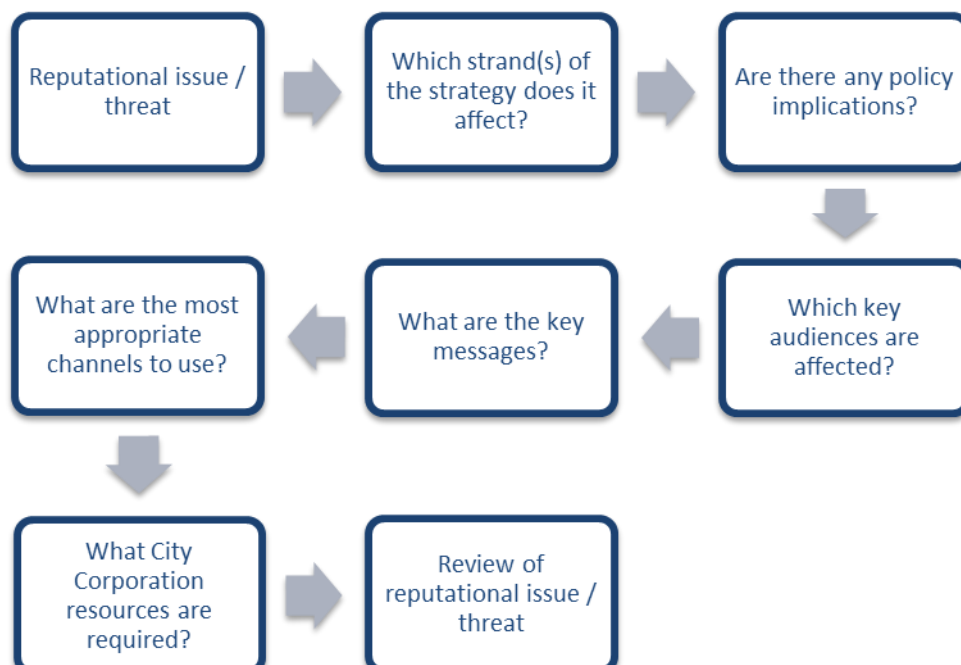 Reputational issue /
threat
Which strand(s) of
the strategy does it
affect?
Are there any policy
implications?
Which key
audiences are
affected?
What are the key
messages?
What are the most
appropriate
channels to use?
What City
Corporation
resources are
required?
Review of
reputational issue /
threat